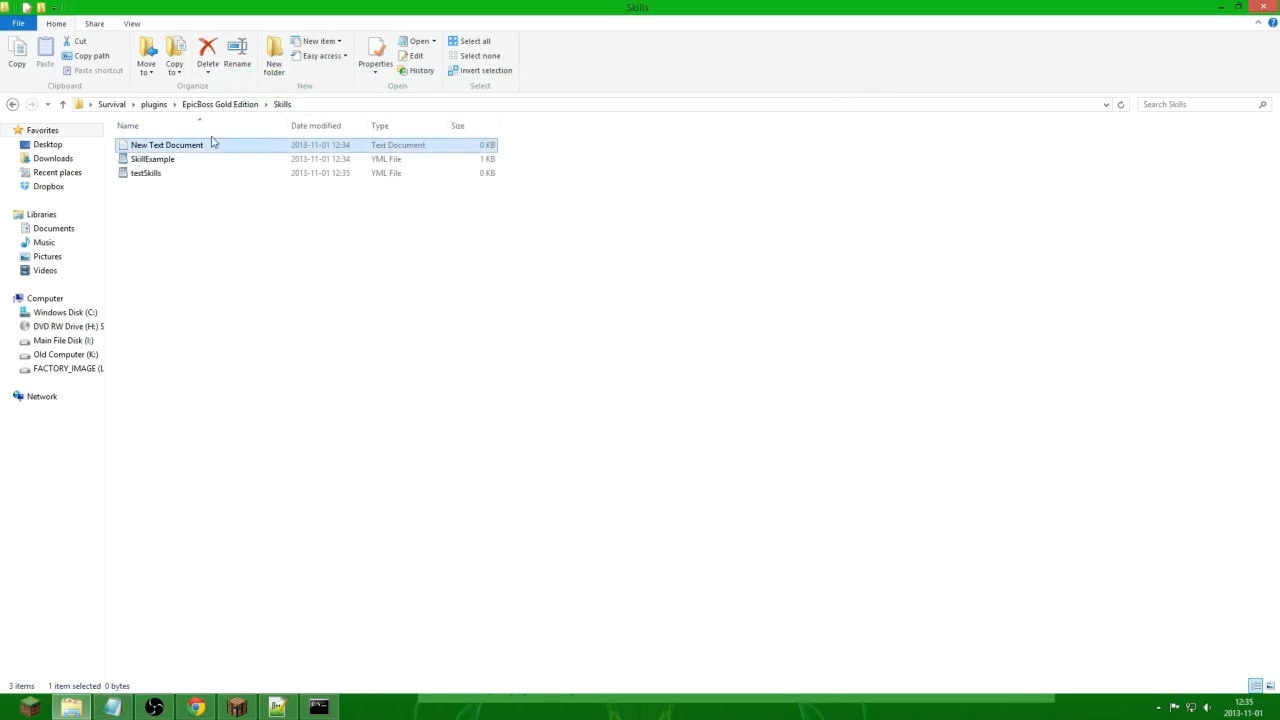 Skills
File Home Share View
Copy
Paste
Cut
Copy path
Paste shortcut
Clipboard
Move to
Copy to
Delete
Rename
Organize
New folder
New item
Easy access
New
Properties
Open
Edit
History
Open
Select all
Select none
Invert selection
Select
Survival plugins EpicBoss Gold Edition Skills
Search Skills
Name Date modified Type Size
New Text Document 2013-11-01 12:34 Text Document 0 KB
SkillExample 2013-11-01 12:34 YML File 1 KB
testSkills 2013-11-01 12:35 YML File 0 KB
Favorites
Desktop
Downloads
Recent places
Dropbox
Libraries
Documents
Music
Pictures
Videos
Computer
Windows Disk (C:)
DVD RW Drive (H:) S
Main File Disk (I:)
Old Computer (K:)
FACTORY_IMAGE (L
Network
3 items 1 item selected 0 bytes
12:35
2013-11-01